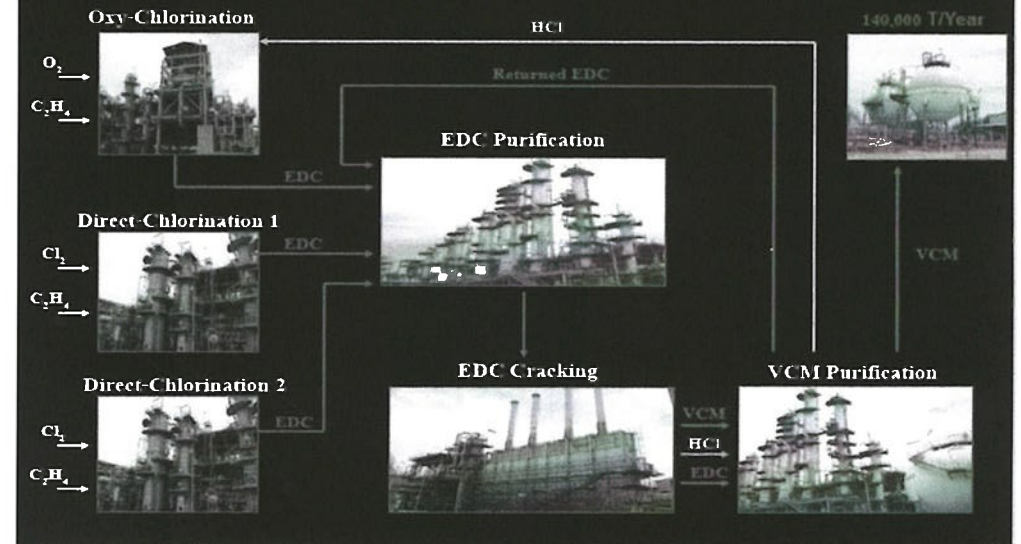 Oxy-Chlorination
HCl
140,000 T/Year
O₂
Returned EDC
C₂H₄
EDC Purification
EDC
Direct-Chlorination 1
Cl₂
EDC
VCM
C₂H₄
EDC Cracking
VCM Purification
Direct-Chlorination 2
EDC
VCM
Cl₂
HCl
C₂H₄
EDC